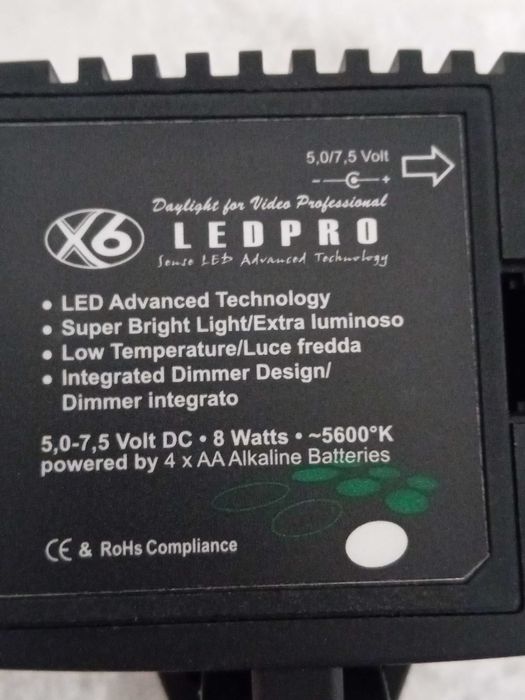 5,0/7,5 Volt
- +
Daylight for Video Professional
X6
LEDPRO
Sense LED Advanced Technology
• LED Advanced Technology
• Super Bright Light/Extra luminoso
• Low Temperature/Luce fredda
• Integrated Dimmer Design/
Dimmer integrato
5,0-7,5 Volt DC • 8 Watts • ~5600°K
powered by 4 x AA Alkaline Batteries
CE & RoHs Compliance